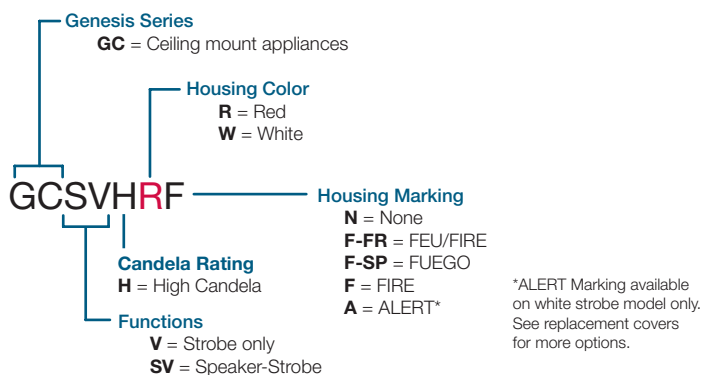 Genesis Series
GC = Ceiling mount appliances
Housing Color
R = Red
W = White
GCSVHRF
Housing Marking
N = None
F-FR = FEU/FIRE
F-SP = FUEGO
F = FIRE
A = ALERT*
Candela Rating
H = High Candela
Functions
V = Strobe only
SV = Speaker-Strobe
*ALERT Marking available
on white strobe model only.
See replacement covers
for more options.